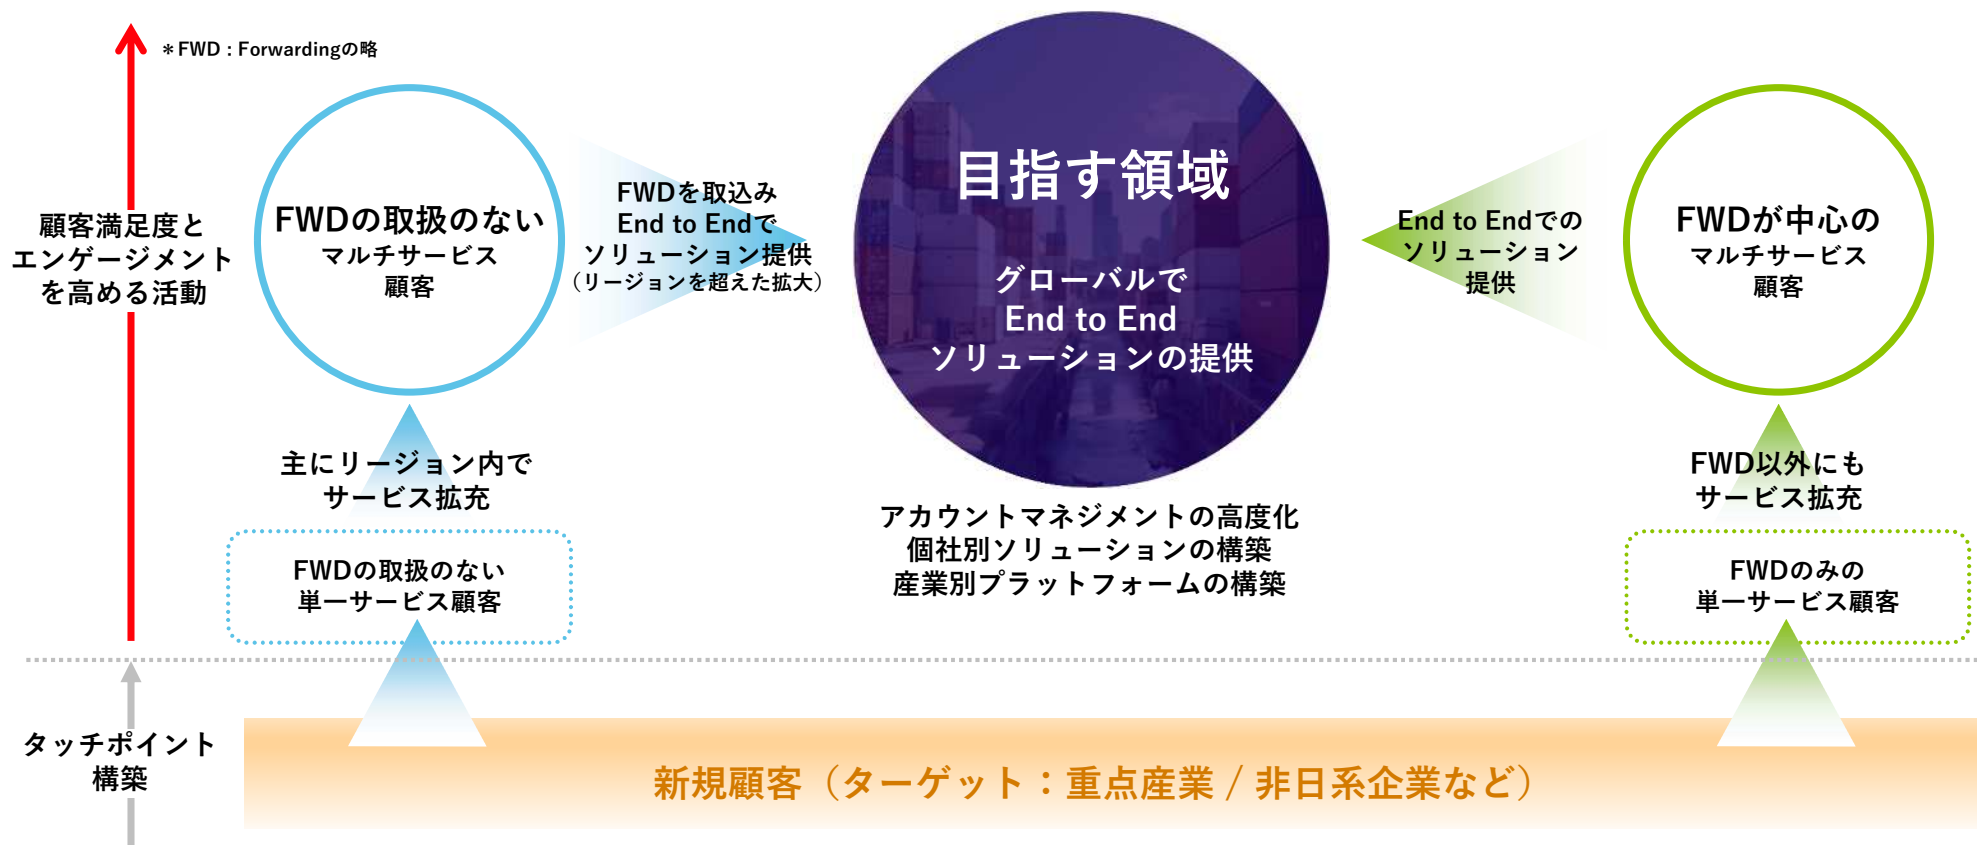 ＊FWD : Forwardingの略
顧客満足度と
エンゲージメント
を高める活動
FWDの取扱のない
マルチサービス
顧客
FWDを取込み
End to Endで
ソリューション提供
（リージョンを超えた拡大）
目指す領域
グローバルで
End to End
ソリューションの提供
End to Endでの
ソリューション
提供
FWDが中心の
マルチサービス
顧客
主にリージョン内で
サービス拡充
アカウントマネジメントの高度化
個社別ソリューションの構築
産業別プラットフォームの構築
FWD以外にも
サービス拡充
FWDの取扱のない
単一サービス顧客
FWDのみの
単一サービス顧客
タッチポイント
構築
新規顧客（ターゲット：重点産業 / 非日系企業など）